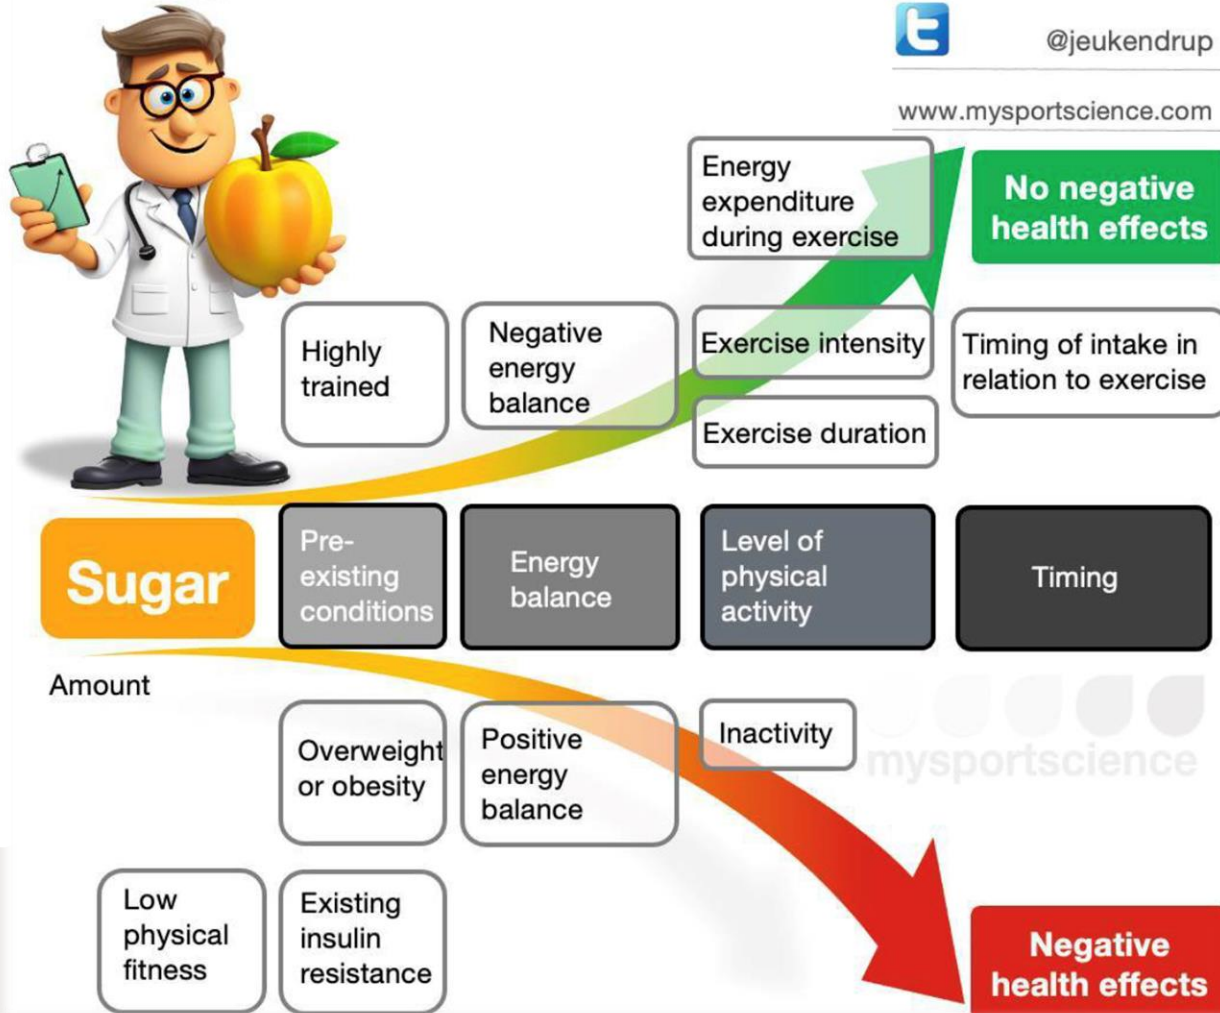 @jeukendrup
www.mysportscience.com
Energy
expenditure
during exercise
No negative
health effects
Highly
trained
Negative
energy
balance
Exercise intensity
Exercise duration
Timing of intake in
relation to exercise
Sugar
Pre-
existing
conditions
Energy
balance
Level of
physical
activity
Timing
Amount
Overweight
or obesity
Positive
energy
balance
Inactivity
mysportscience
Low
physical
fitness
Existing
insulin
resistance
Negative
health effects